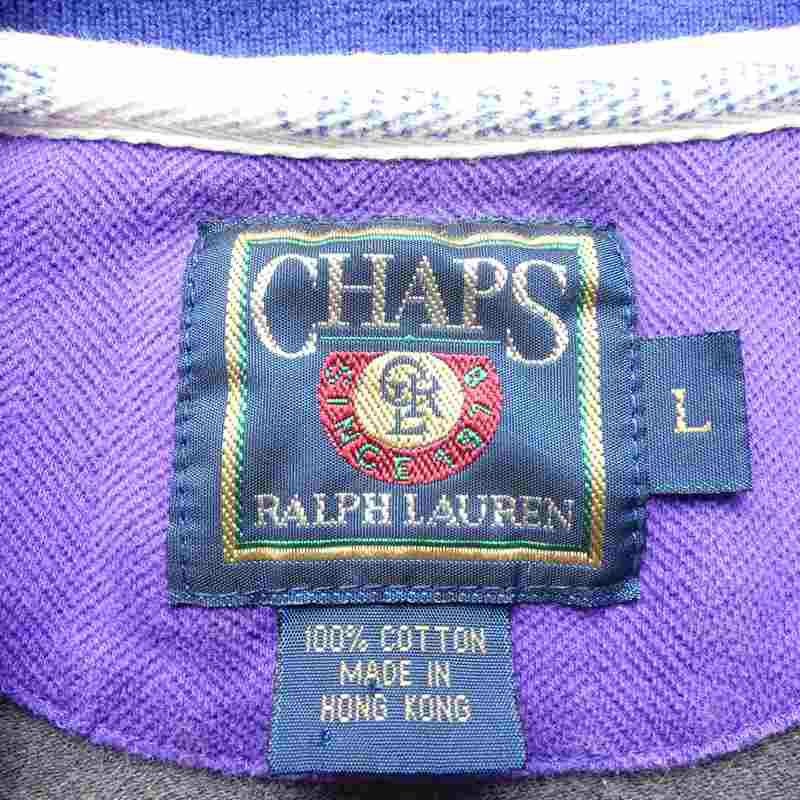 CHAPS
CRL
SINCE 1978
RALPH LAUREN
L
100% COTTON
MADE IN
HONG KONG